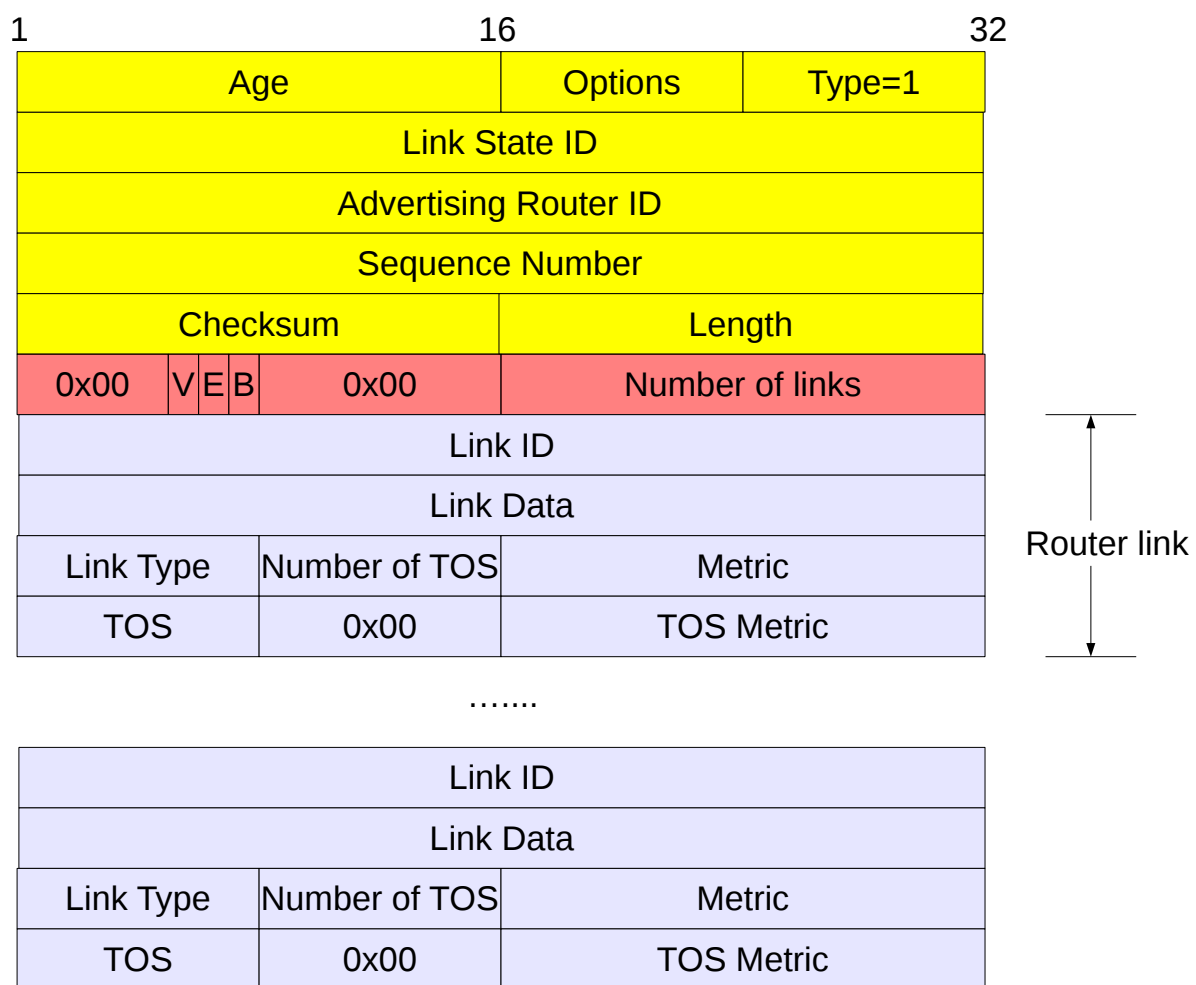 1 16 32
Age Options Type=1
Link State ID
Advertising Router ID
Sequence Number
Checksum Length
0x00 V E B 0x00 Number of links
Link ID
Link Data
Link Type Number of TOS Metric
Router link
TOS 0x00 TOS Metric
…....
Link ID
Link Data
Link Type Number of TOS Metric
TOS 0x00 TOS Metric